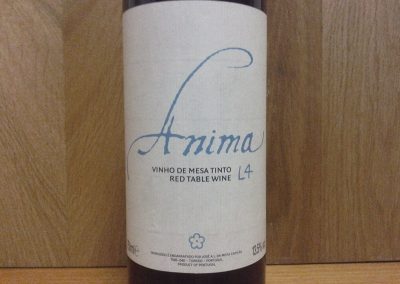 Anima
VINHO DE MESA TINTO
RED TABLE WINE L4
PRODUCT OF PORTUGAL